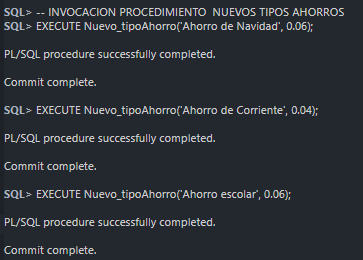 SQL> -- INVOCACION PROCEDIMIENTO NUEVOS TIPOS AHORROS
SQL> EXECUTE Nuevo_tipoAhorro('Ahorro de Navidad', 0.06);
PL/SQL procedure successfully completed.
Commit complete.
SQL> EXECUTE Nuevo_tipoAhorro('Ahorro de Corriente', 0.04);
PL/SQL procedure successfully completed.
Commit complete.
SQL> EXECUTE Nuevo_tipoAhorro('Ahorro escolar', 0.06);
PL/SQL procedure successfully completed.
Commit complete.